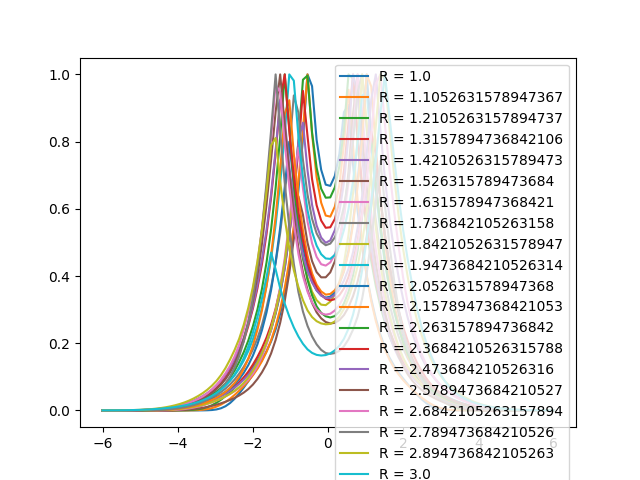 1.0
0.8
0.6
0.4
0.2
0.0
−6
−4
−2
0
2
4
6
R = 1.0
R = 1.1052631578947367
R = 1.2105263157894737
R = 1.3157894736842106
R = 1.4210526315789473
R = 1.526315789473684
R = 1.631578947368421
R = 1.736842105263158
R = 1.8421052631578947
R = 1.9473684210526314
R = 2.052631578947368
R = 2.1578947368421053
R = 2.263157894736842
R = 2.3684210526315788
R = 2.473684210526316
R = 2.5789473684210527
R = 2.6842105263157894
R = 2.789473684210526
R = 2.894736842105263
R = 3.0